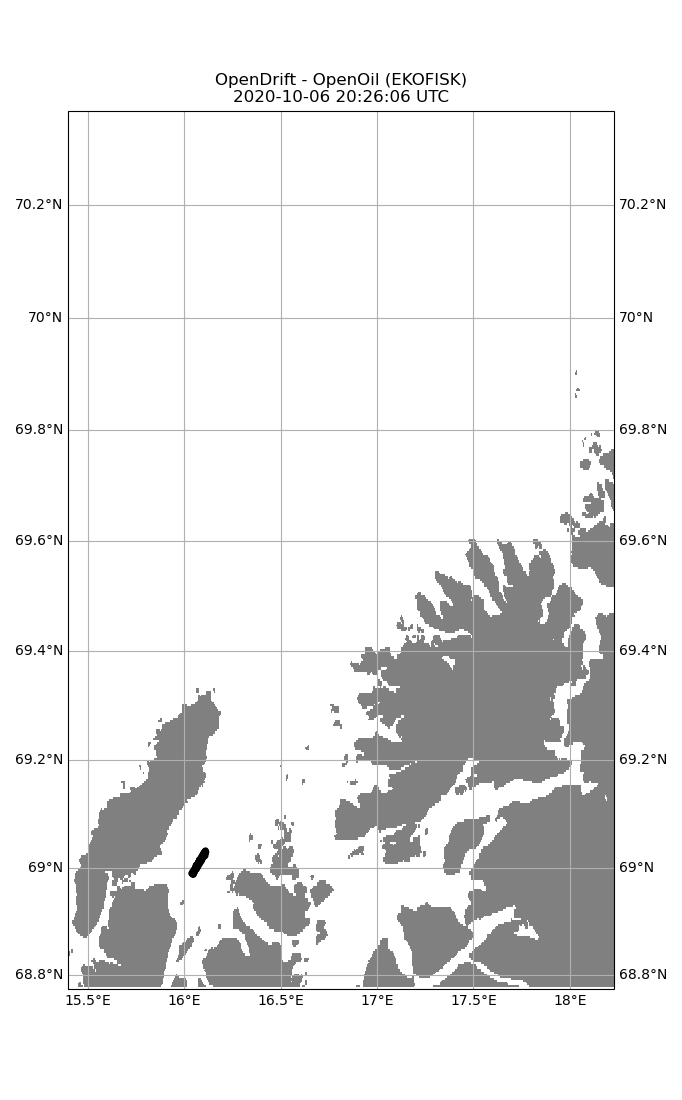 OpenDrift - OpenOil (EKOFISK)
2020-10-06 20:26:06 UTC
70.2°N 70.2°N
70°N 70°N
69.8°N 69.8°N
69.6°N 69.6°N
69.4°N 69.4°N
69.2°N 69.2°N
69°N 69°N
68.8°N 68.8°N
15.5°E 16°E 16.5°E 17°E 17.5°E 18°E